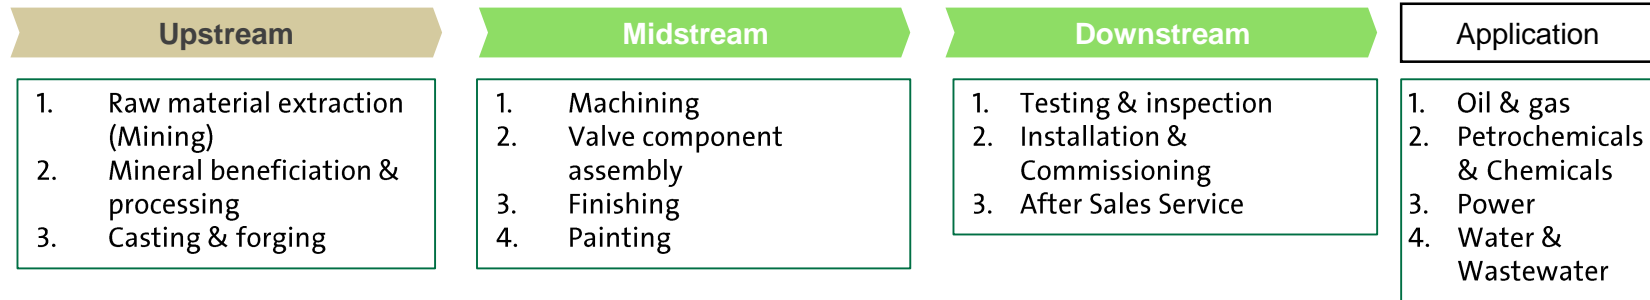 Upstream
1. Raw material extraction
(Mining)
2. Mineral beneficiation &
processing
3. Casting & forging
Midstream
1. Machining
2. Valve component
assembly
3. Finishing
4. Painting
Downstream
1. Testing & inspection
2. Installation &
Commissioning
3. After Sales Service
Application
1. Oil & gas
2. Petrochemicals
& Chemicals
3. Power
4. Water &
Wastewater